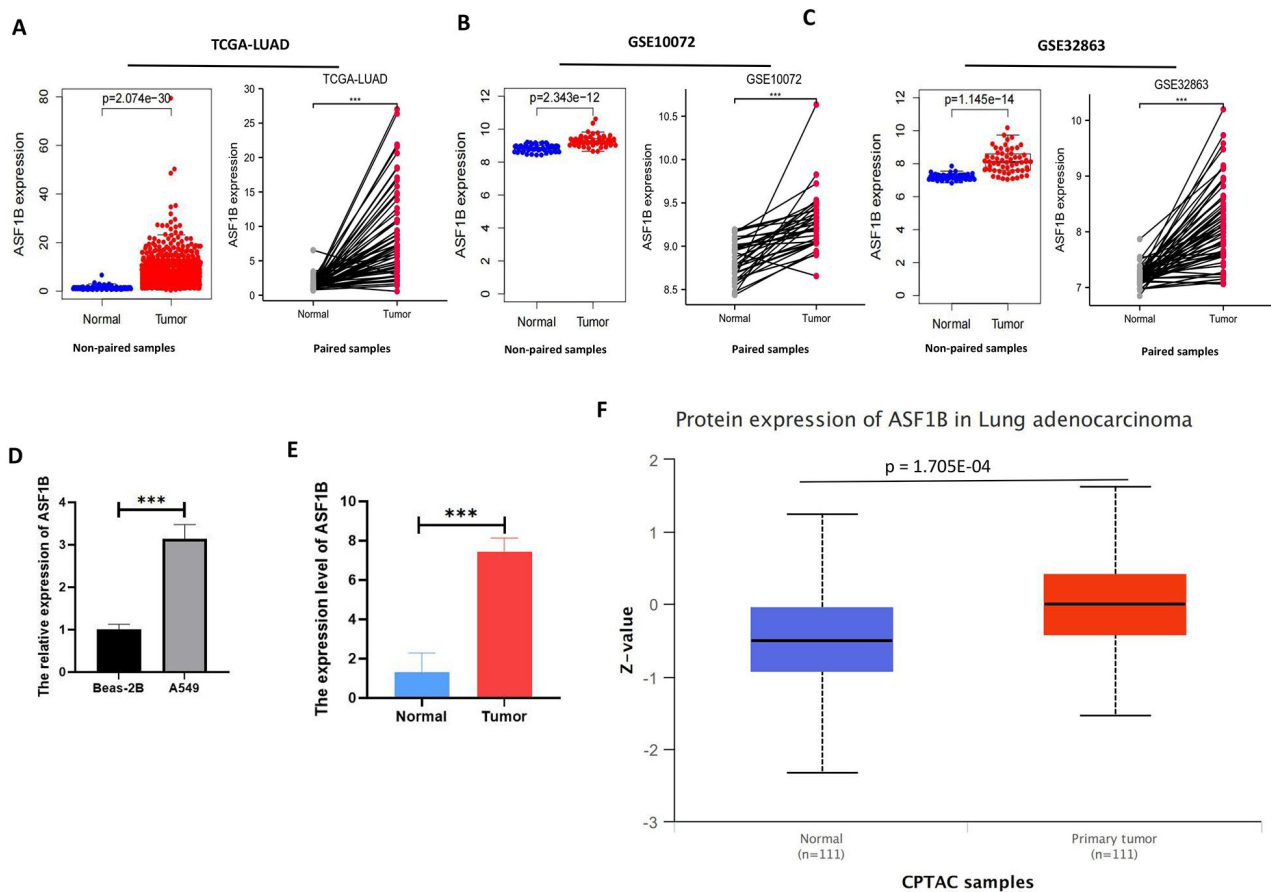 A
TCGA-LUAD
ASF1B expression
80
60
40
20
0
p=2.074e-30
Normal
Tumor
Non-paired samples
TCGA-LUAD
ASF1B expression
30
25
20
15
10
5
0
***
Normal
Tumor
Paired samples
B
GSE10072
ASF1B expression
12
10
8
6
4
2
0
p=2.343e-12
Normal
Tumor
Non-paired samples
GSE10072
ASF1B expression
10.5
10.0
9.5
9.0
8.5
***
Normal
Tumor
Paired samples
C
GSE32863
ASF1B expression
12
10
8
6
4
2
0
p=1.145e-14
Normal
Tumor
Non-paired samples
GSE32863
ASF1B expression
10
9
8
7
***
Normal
Tumor
Paired samples
D
The relative expression of ASF1B
4
3
2
1
0
***
Beas-2B
A549
E
The expression level of ASF1B
10
8
6
4
2
0
***
Normal
Tumor
F
Protein expression of ASF1B in Lung adenocarcinoma
p = 1.705E-04
Z-value
2
1
0
-1
-2
-3
Normal
(n=111)
Primary tumor
(n=111)
CPTAC samples